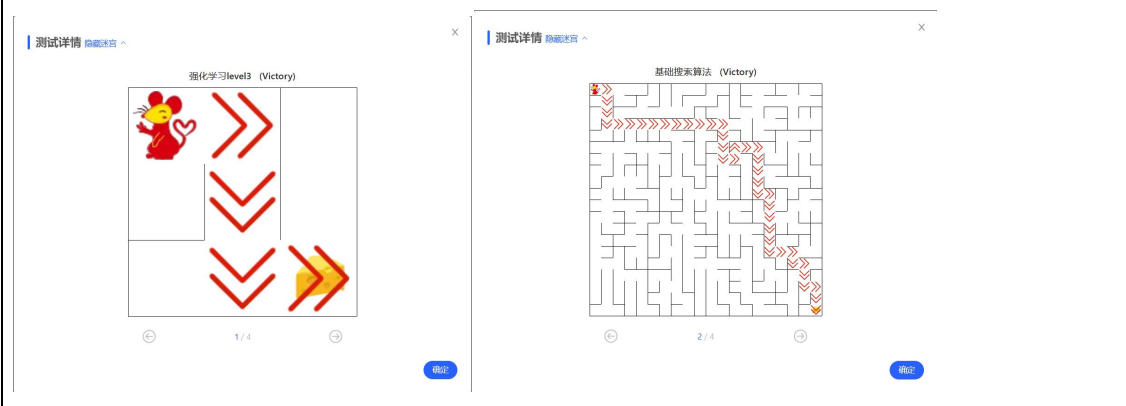 测试详情 隐藏迷宫
强化学习level3 (Victory)
1 / 4
确定
测试详情 隐藏迷宫
基础搜索算法 (Victory)
2 / 4
确定